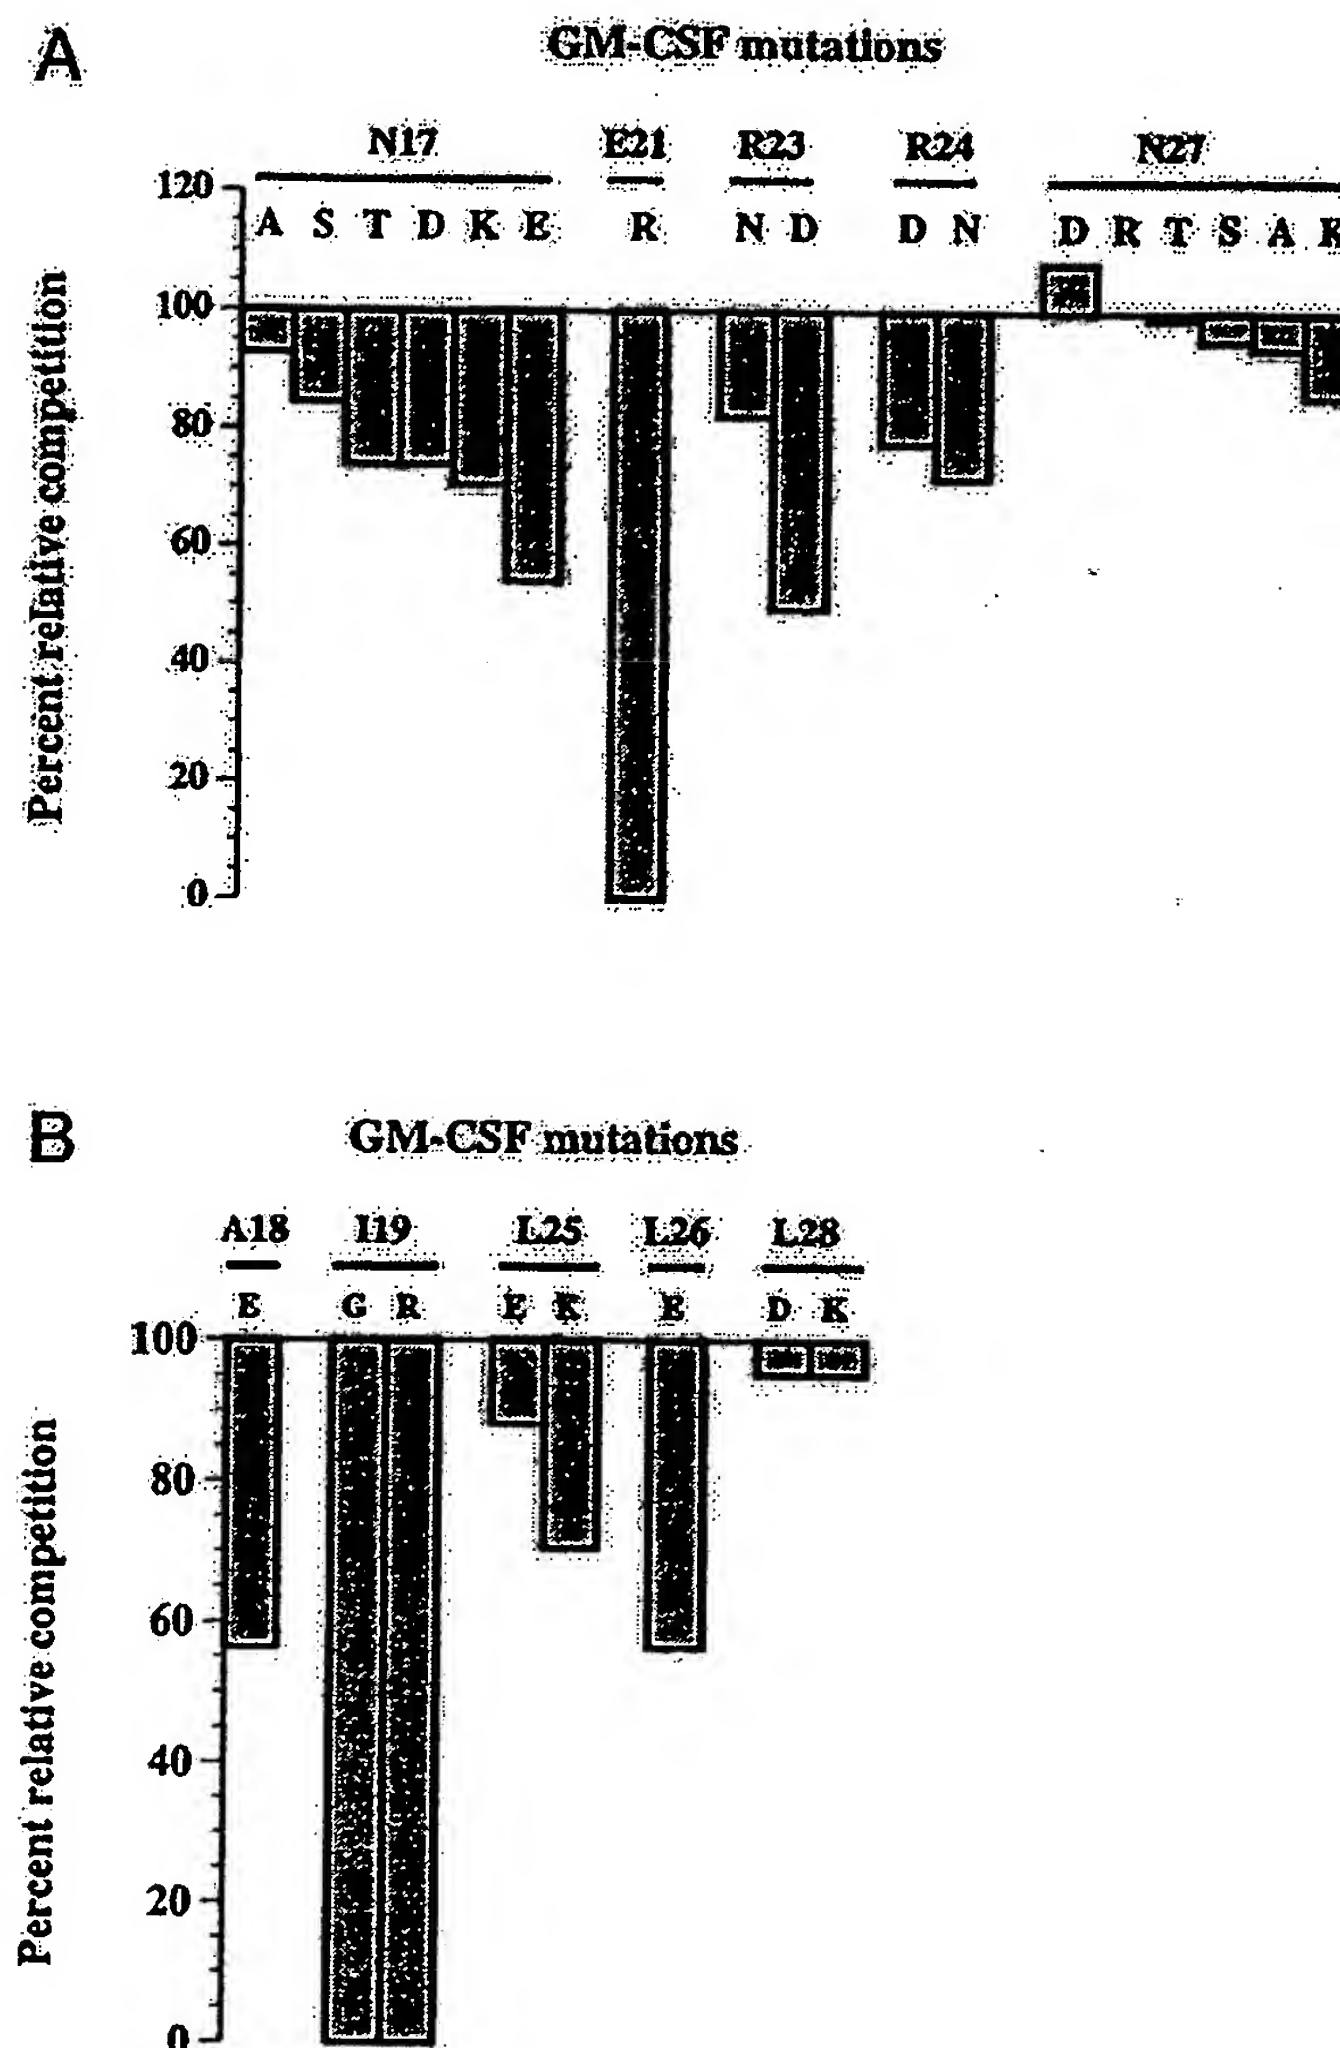 A
GM-CSF mutations
N17 E21 R23 R24 N27
120
A S T D K E R N D D N D R T S A
100
80
60
40
20
0
Percent relative competition
B
GM-CSF mutations
A18 I19 L25 L26 L28
E G R E K E D K
100
80
60
40
20
0
Percent relative competition